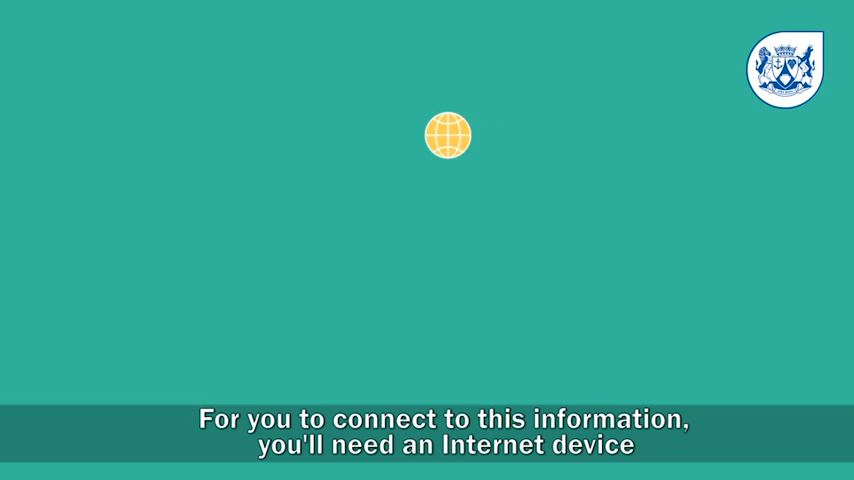 For you to connect to this information,
you'll need an Internet device